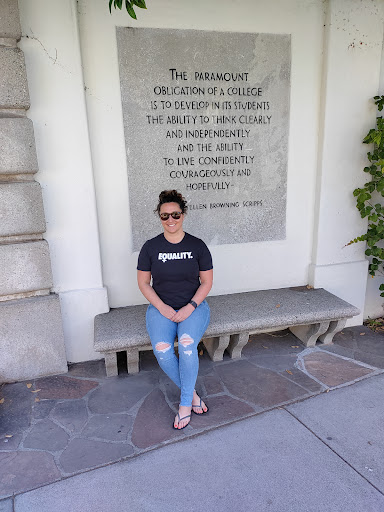 THE PARAMOUNT
OBLIGATION OF A COLLEGE
IS TO DEVELOP IN ITS STUDENTS
THE ABILITY TO THINK CLEARLY
AND INDEPENDENTLY
AND THE ABILITY
TO LIVE CONFIDENTLY
COURAGEOUSLY AND
HOPEFULLY-
ELLEN BROWNING SCRIPPS
EQUALITY.